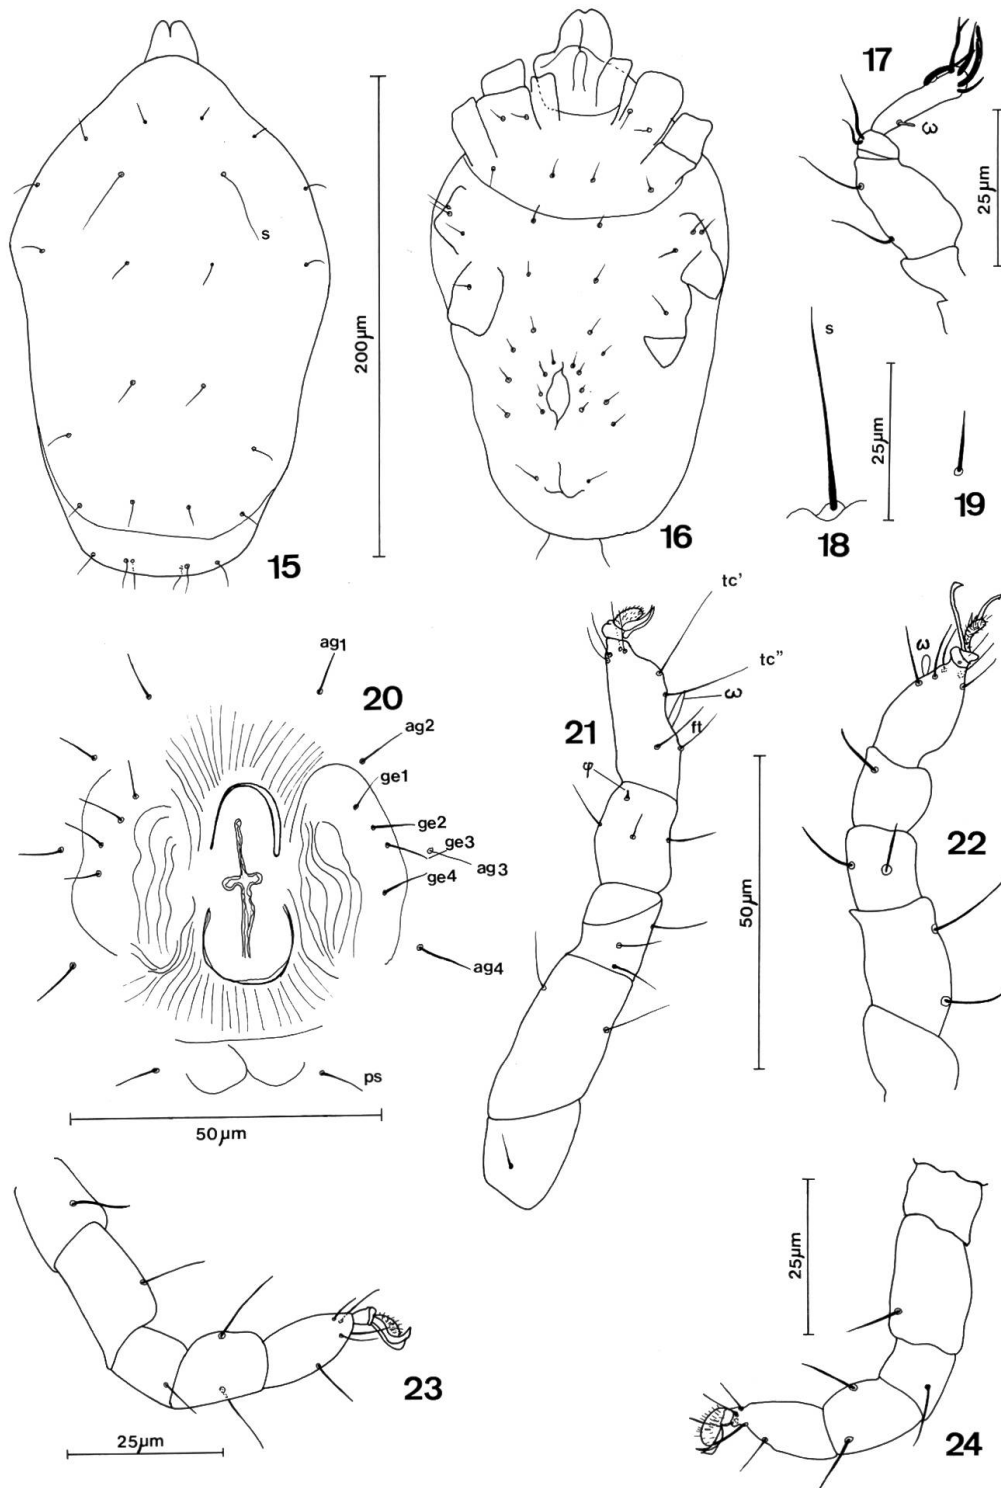 17
ω
25µm
s
200µm
15
16
s
25µm
18
19
tc'
tc"
ω
ft
21
φ
50µm
ω
22
20
ag1
ag2
ge1
ge2
ge3
ag3
ge4
ag4
ps
50µm
23
25µm
25µm
24